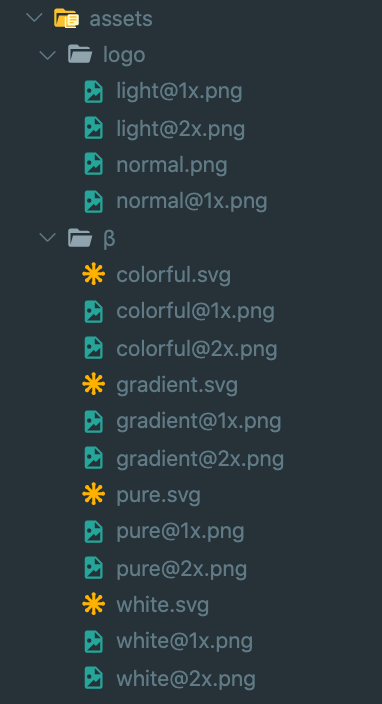 assets
logo
light@1x.png
light@2x.png
normal.png
normal@1x.png
β
colorful.svg
colorful@1x.png
colorful@2x.png
gradient.svg
gradient@1x.png
gradient@2x.png
pure.svg
pure@1x.png
pure@2x.png
white.svg
white@1x.png
white@2x.png